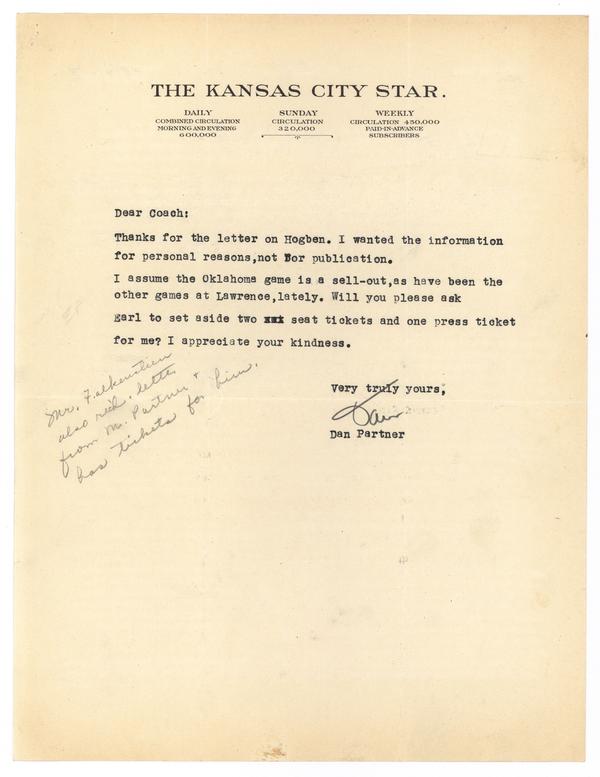 THE KANSAS CITY STAR.
DAILY
COMBINED CIRCULATION
MORNING AND EVENING
600,000
SUNDAY
CIRCULATION
320,000
WEEKLY
CIRCULATION 450,000
PAID-IN-ADVANCE
SUBSCRIBERS
Dear Coach:
Thanks for the letter on Hogben. I wanted the information
for personal reasons,not For publication.
I assume the Oklahoma game is a sell-out,as have been the
other games at Lawrence,lately. Will you please ask
Earl to set aside two seat tickets and one press ticket
for me? I appreciate your kindness.
Very truly yours,
Dan
Dan Partner
Mr. Falkenstien
also rec'd. letter
from Mr. Partner +
has tickets for him.